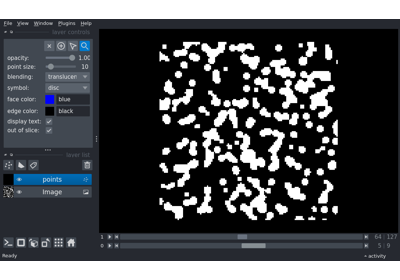 File View Window Plugins Help
layer controls
opacity: 1.00
point size: 10
blending: translucen
symbol: disc
face color: blue
edge color: black
display text:
out of slice:
layer list
points
Image
1 64 127
0 5 9
Ready activity